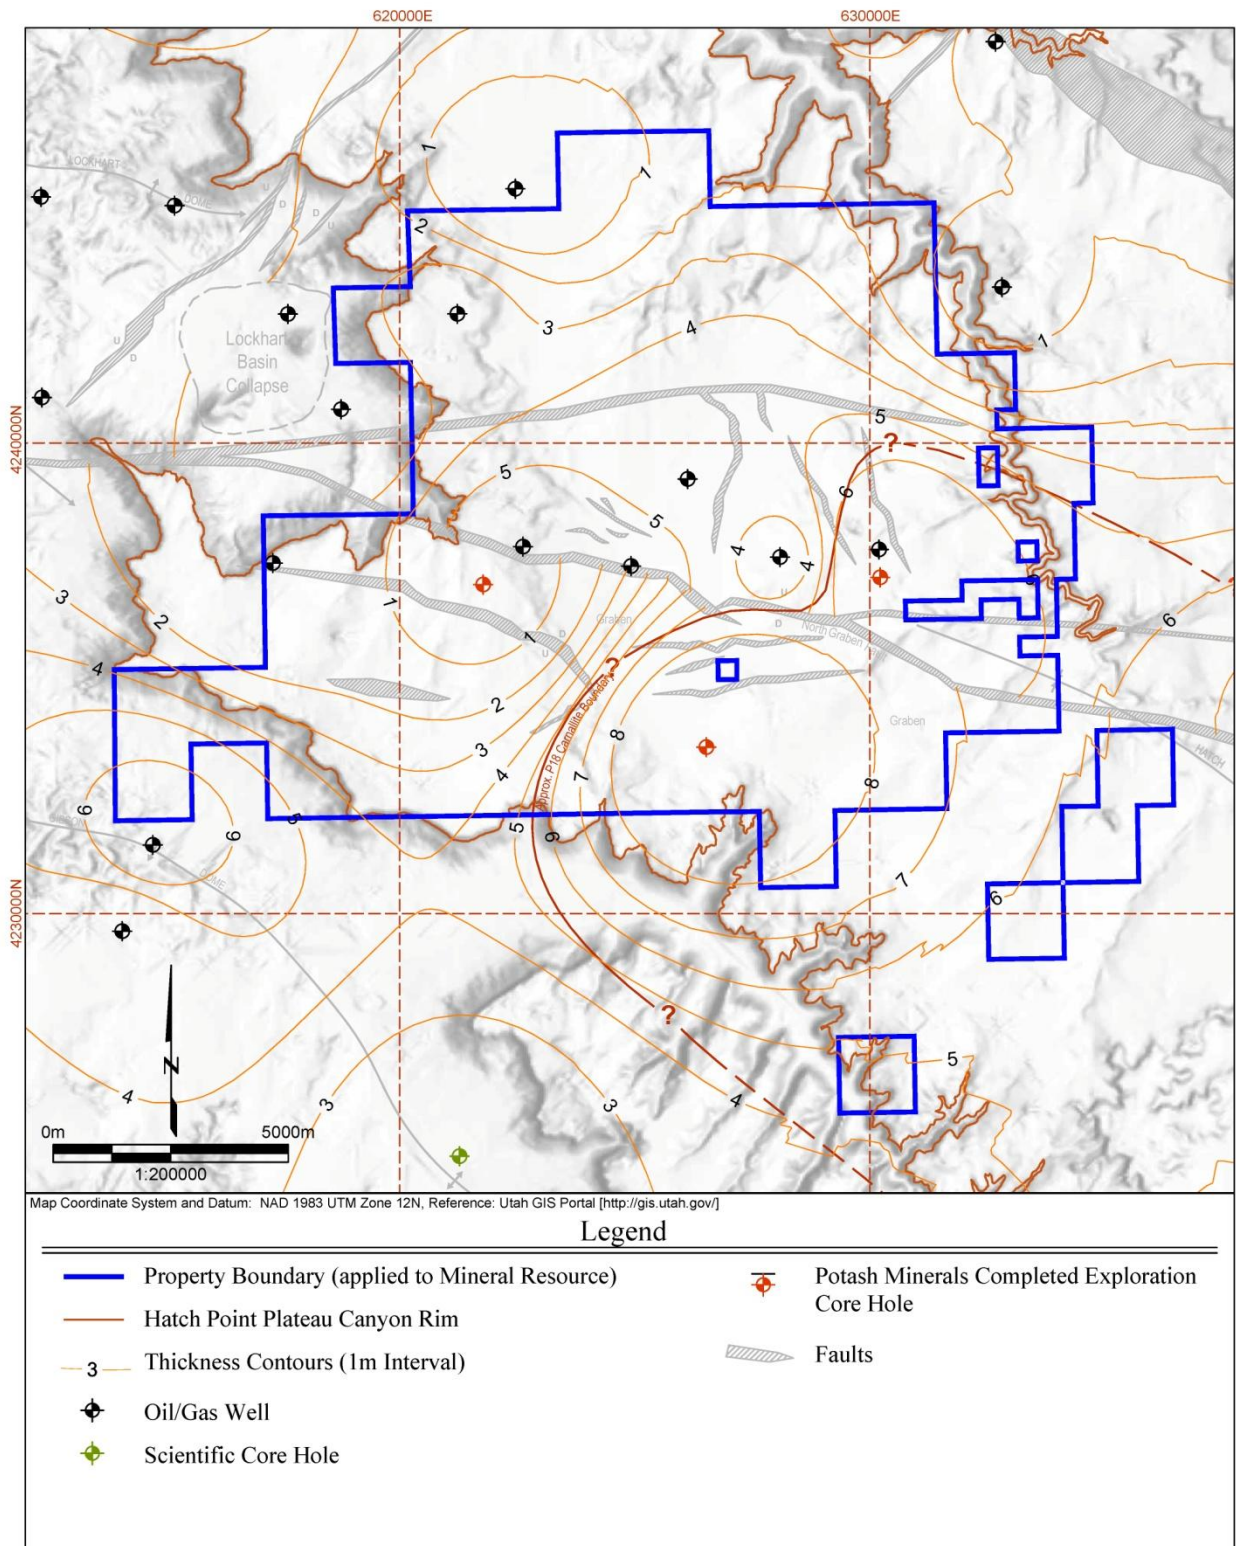 620000E
630000E
LOCKHART
DOME
U
D
D
U
1
1
2
3
4
1
U
D
Lockhart
Basin
Collapse
4240000N
5
?
5
6
5
4
4
5
3
2
1
1
Graben
U
D
North Graben Fault
6
D
U
?
4
2
8
Graben
3
4
7
8
HATCH
Approx. P18 Carnallite Boundary
6
6
5
5
6
DOME
7
6
4230000N
?
N
4
3
3
4
5
0m
5000m
1:200000
Map Coordinate System and Datum: NAD 1983 UTM Zone 12N, Reference: Utah GIS Portal [http://gis.utah.gov/]
Legend
Property Boundary (applied to Mineral Resource)
Hatch Point Plateau Canyon Rim
3
Thickness Contours (1m Interval)
Oil/Gas Well
Scientific Core Hole
Potash Minerals Completed Exploration
Core Hole
Faults